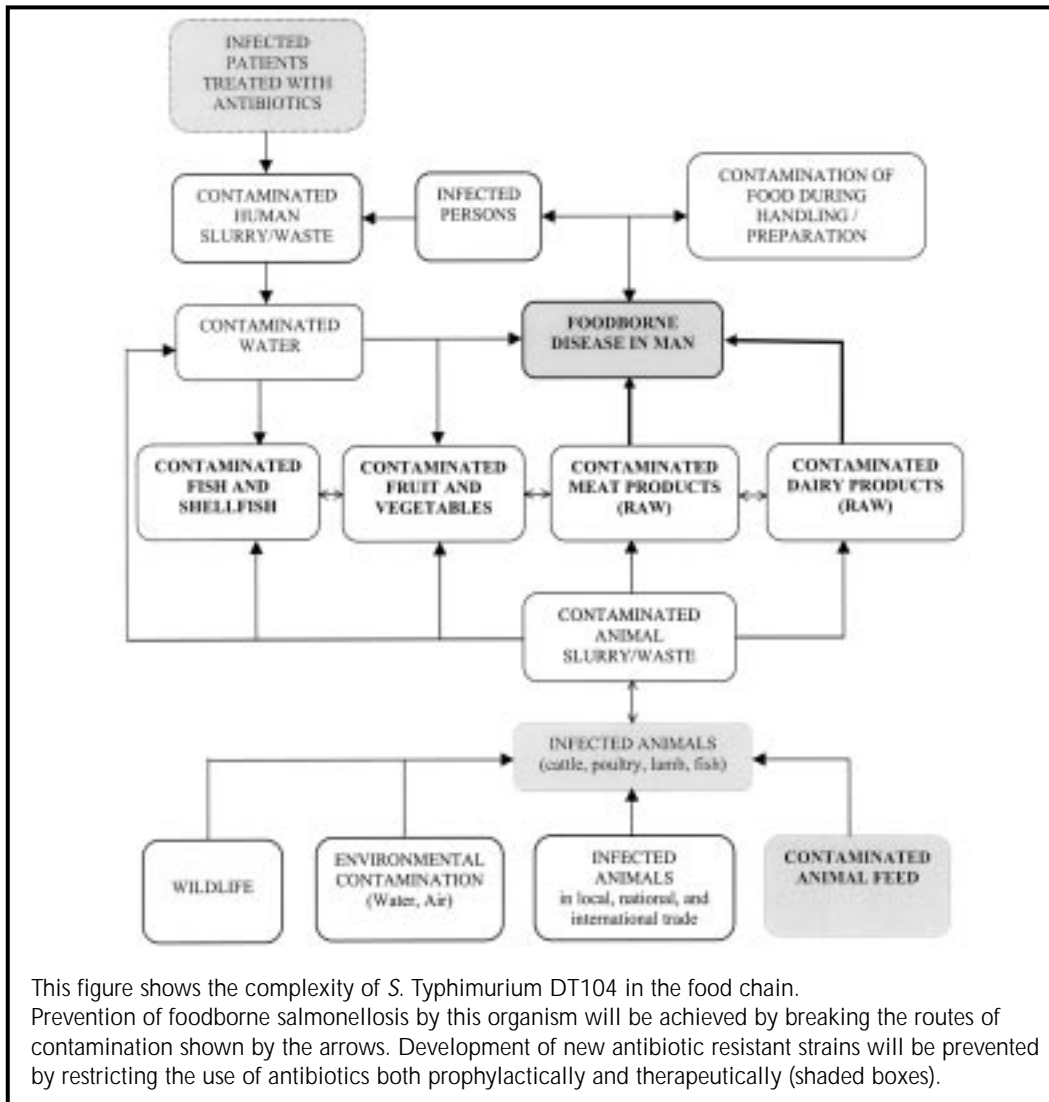 INFECTED
PATIENTS
TREATED WITH
ANTIBIOTICS
CONTAMINATED
HUMAN
SLURRY/WASTE
INFECTED
PERSONS
CONTAMINATION OF
FOOD DURING
HANDLING /
PREPARATION
CONTAMINATED
WATER
FOODBORNE
DISEASE IN MAN
CONTAMINATED
FISH AND
SHELLFISH
CONTAMINATED
FRUIT AND
VEGETABLES
CONTAMINATED
MEAT PRODUCTS
(RAW)
CONTAMINATED
DAIRY PRODUCTS
(RAW)
CONTAMINATED
ANIMAL
SLURRY/WASTE
INFECTED ANIMALS
(cattle, poultry, lamb, fish)
WILDLIFE
ENVIRONMENTAL
CONTAMINATION
(Water, Air)
INFECTED
ANIMALS
in local, national, and
international trade
CONTAMINATED
ANIMAL FEED
This figure shows the complexity of S. Typhimurium DT104 in the food chain.
Prevention of foodborne salmonellosis by this organism will be achieved by breaking the routes of
contamination shown by the arrows. Development of new antibiotic resistant strains will be prevented
by restricting the use of antibiotics both prophylactically and therapeutically (shaded boxes).